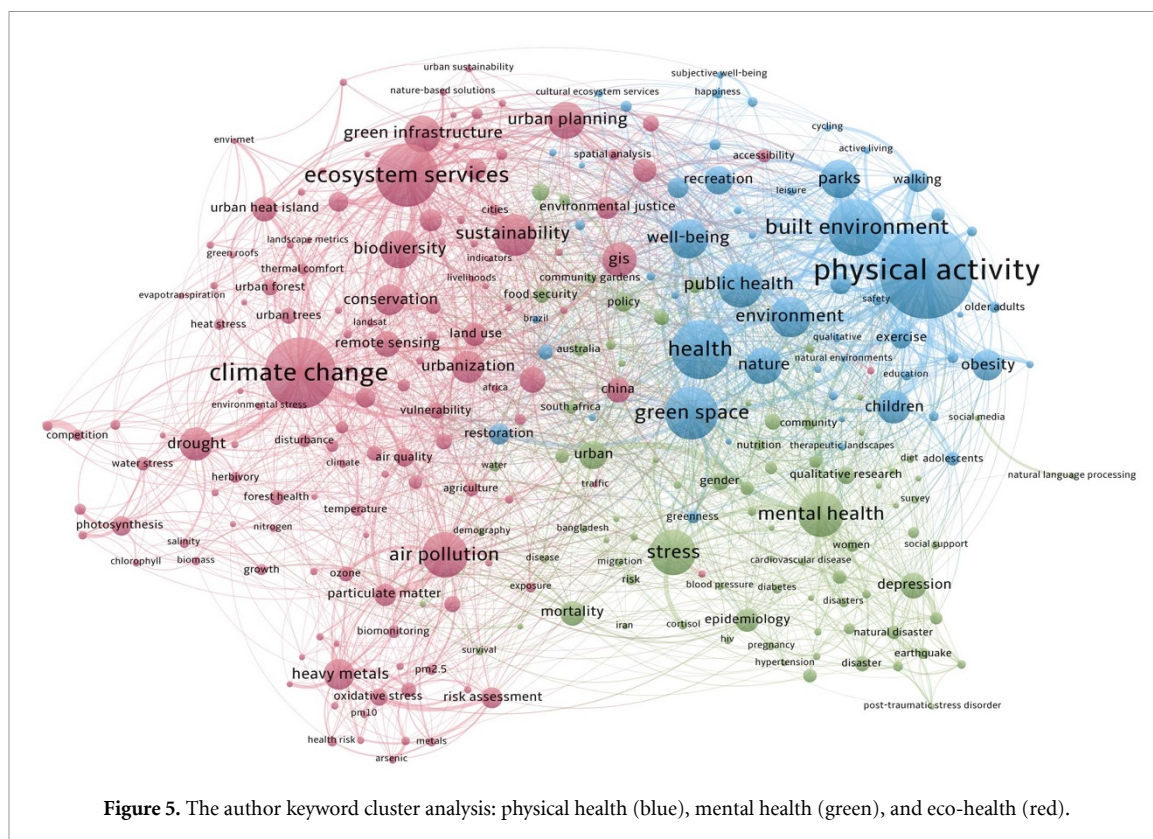 urban sustainability
subjective well-being
nature-based solutions
cultural ecosystem services
happiness
green infrastructure
urban planning
cycling
envi-met
active living
spatial analysis
accessibility
ecosystem services
recreation
parks
walking
leisure
urban heat island
cities
environmental justice
built environment
landscape metrics
sustainability
well-being
green roofs
biodiversity
indicators
gis
physical activity
thermal comfort
livelihoods
community gardens
public health
urban forest
evapotranspiration
food security
conservation
policy
safety
older adults
heat stress
urban trees
landsat
land use
brazil
environment
remote sensing
qualitative
exercise
australia
health
natural environments
climate change
urbanization
nature
obesity
education
africa
china
environmental stress
vulnerability
south africa
green space
children
social media
competition
restoration
community
drought
disturbance
nutrition
therapeutic landscapes
water stress
climate
air quality
water
urban
diet
adolescents
herbivory
traffic
gender
qualitative research
natural language processing
forest health
agriculture
survey
photosynthesis
temperature
greenness
mental health
nitrogen
salinity
demography
bangladesh
women
social support
chlorophyll
biomass
growth
air pollution
disease
migration
stress
cardiovascular disease
ozone
risk
exposure
blood pressure
diabetes
depression
particulate matter
disasters
mortality
iran
cortisol
epidemiology
biomonitoring
hiv
natural disaster
survival
pregnancy
earthquake
heavy metals
pm2.5
hypertension
disaster
oxidative stress
risk assessment
pm10
post-traumatic stress disorder
health risk
metals
arsenic
Figure 5. The author keyword cluster analysis: physical health (blue), mental health (green), and eco-health (red).